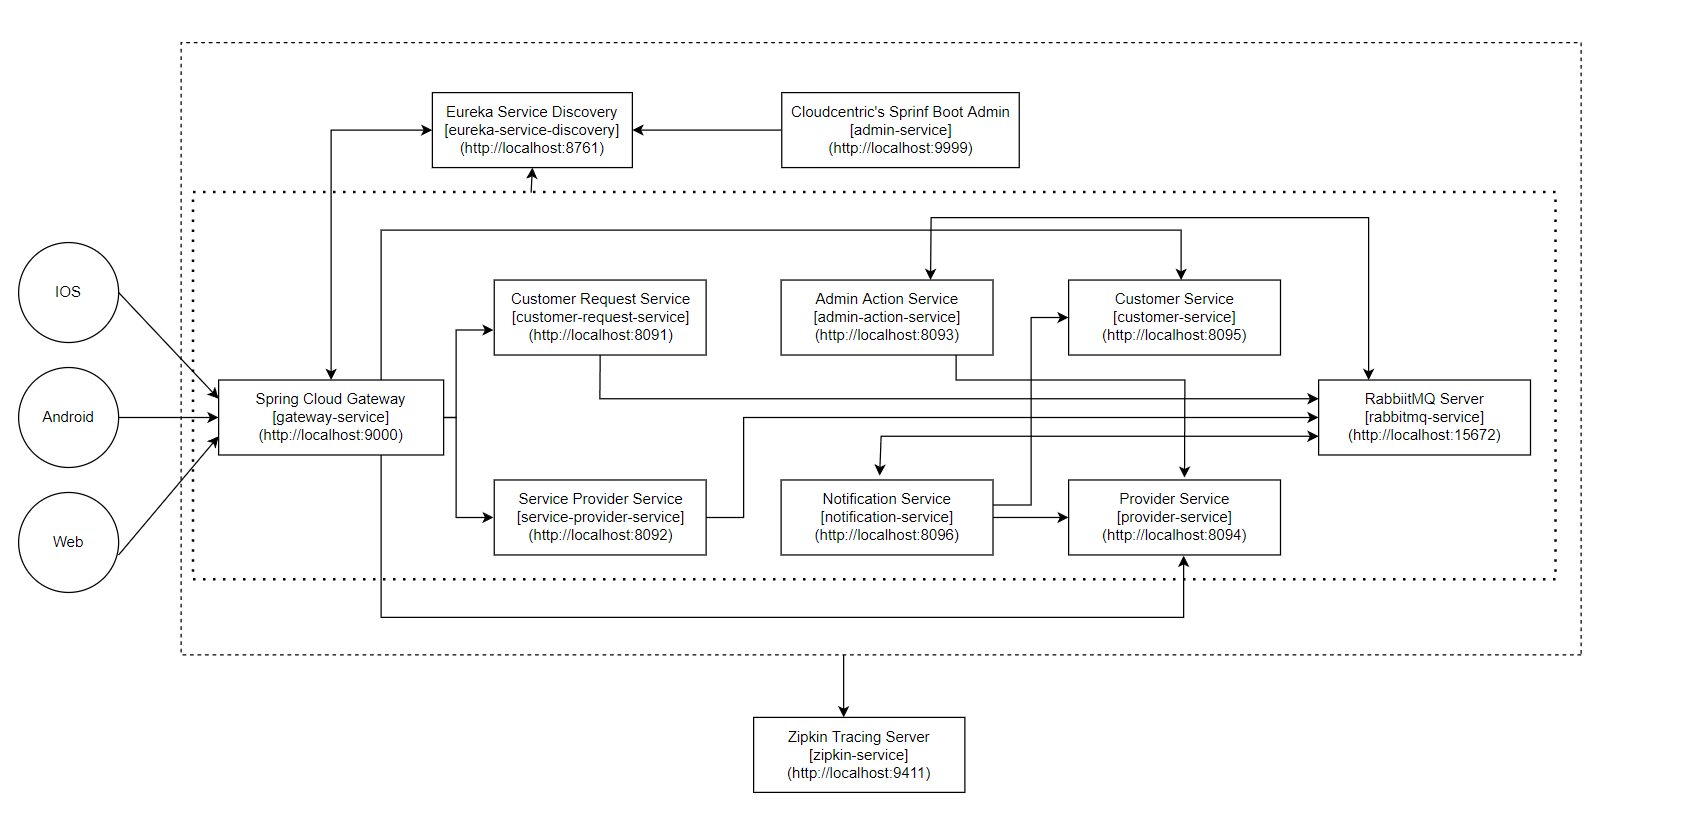 Eureka Service Discovery
[eureka-service-discovery]
(http://localhost:8761)
Cloudcentric's Sprinf Boot Admin
[admin-service]
(http://localhost:9999)
IOS
Android
Web
Spring Cloud Gateway
[gateway-service]
(http://localhost:9000)
Customer Request Service
[customer-request-service]
(http://localhost:8091)
Admin Action Service
[admin-action-service]
(http://localhost:8093)
Customer Service
[customer-service]
(http://localhost:8095)
RabbiitMQ Server
[rabbitmq-service]
(http://localhost:15672)
Service Provider Service
[service-provider-service]
(http://localhost:8092)
Notification Service
[notification-service]
(http://localhost:8096)
Provider Service
[provider-service]
(http://localhost:8094)
Zipkin Tracing Server
[zipkin-service]
(http://localhost:9411)